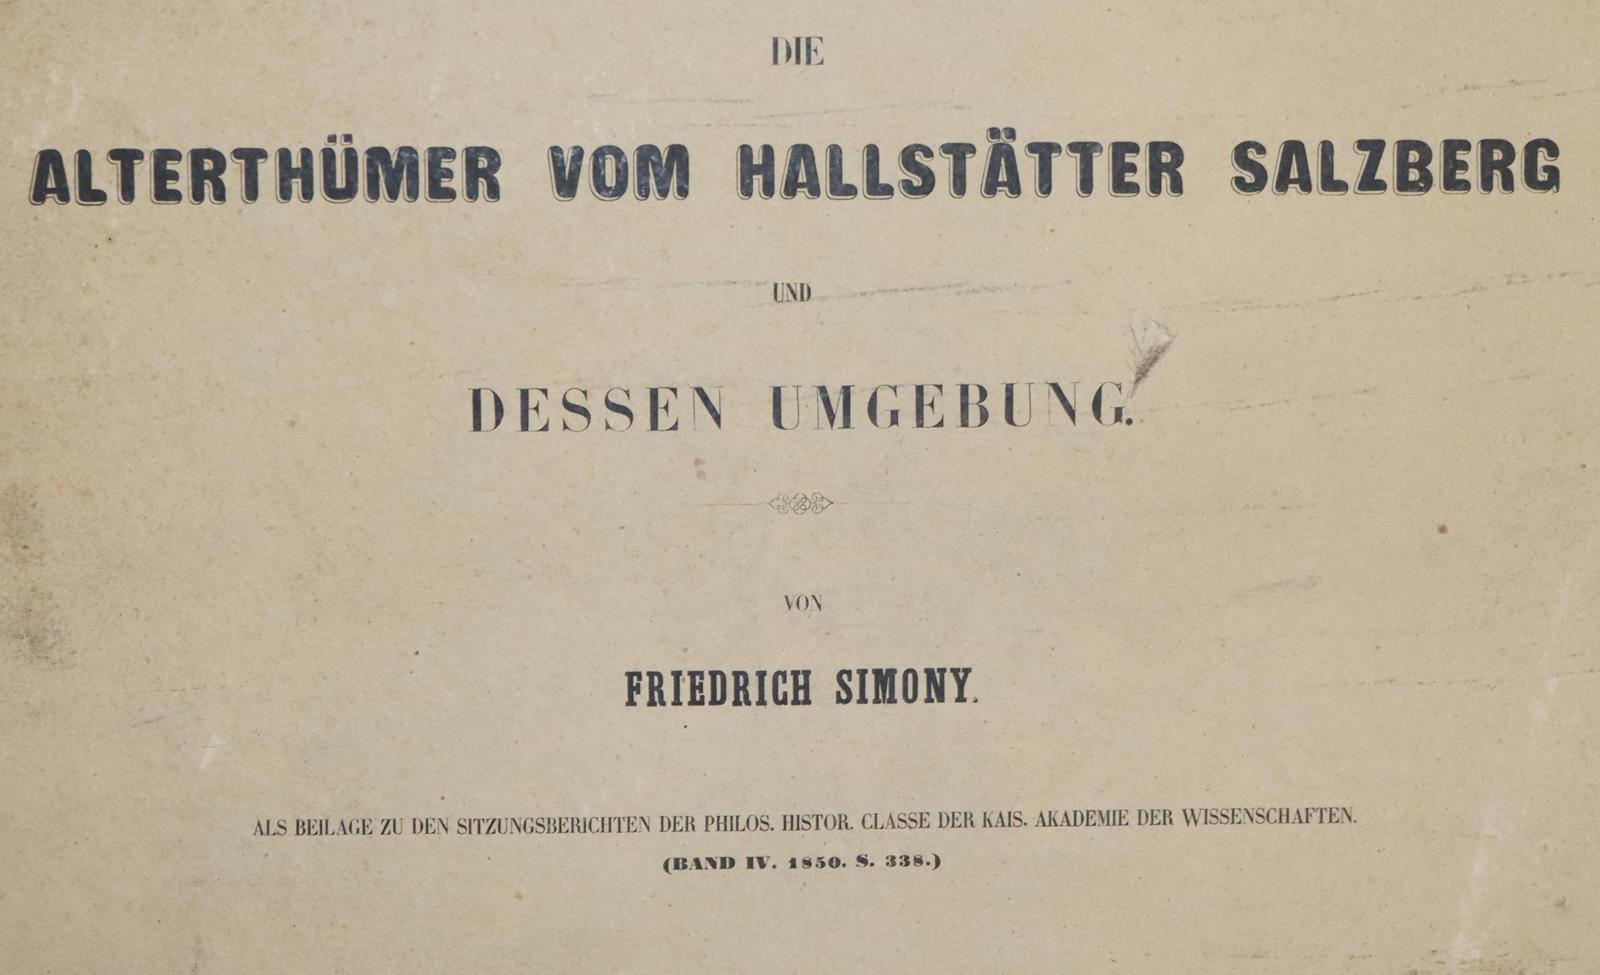 DIE
ALTERTHÜMER VOM HALLSTÄTTER SALZBERG
UND
DESSEN UMGEBUNG.
VON
FRIEDRICH SIMONY.
ALS BEILAGE ZU DEN SITZUNGSBERICHTEN DER PHILOS. HISTOR. CLASSE DER KAIS. AKADEMIE DER WISSENSCHAFTEN.
(BAND IV. 1850. S. 338.)